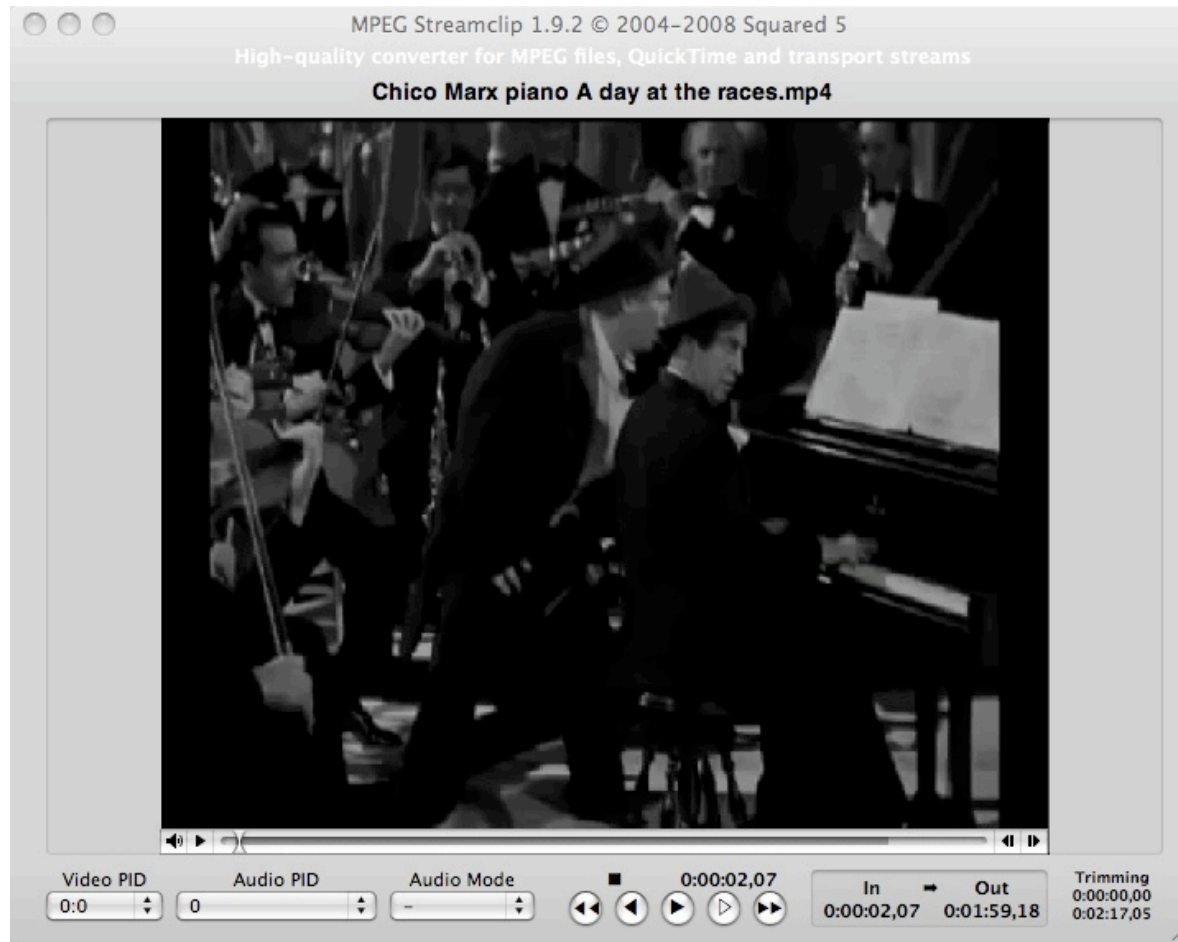 MPEG Streamclip 1.9.2 © 2004–2008 Squared 5
High-quality converter for MPEG files, QuickTime and transport streams
Chico Marx piano A day at the races.mp4
Video PID
Audio PID
Audio Mode
0:00:02,07
In ➡ Out
Trimming
0:0
0
–
0:00:02,07 0:01:59,18
0:00:00,00
0:02:17,05